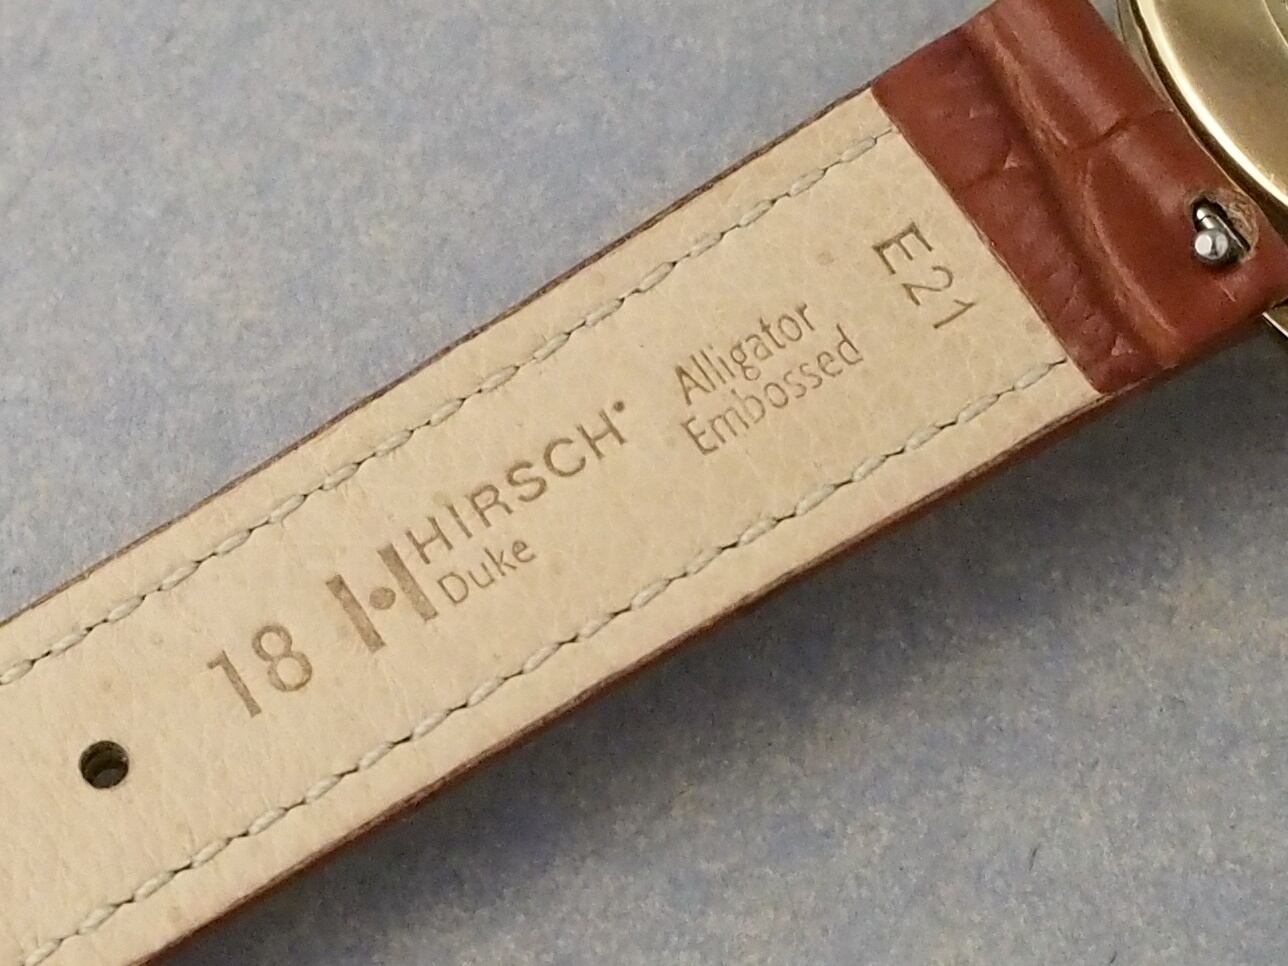 18
HIRSCH
Duke
Alligator
Embossed
E21